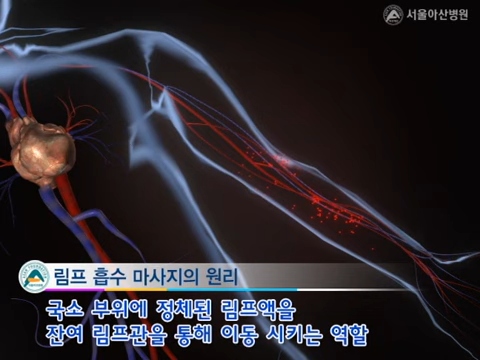 서울아산병원
림프 흡수 마사지의 원리
국소 부위에 정체된 림프액을
잔여 림프관을 통해 이동 시키는 역할